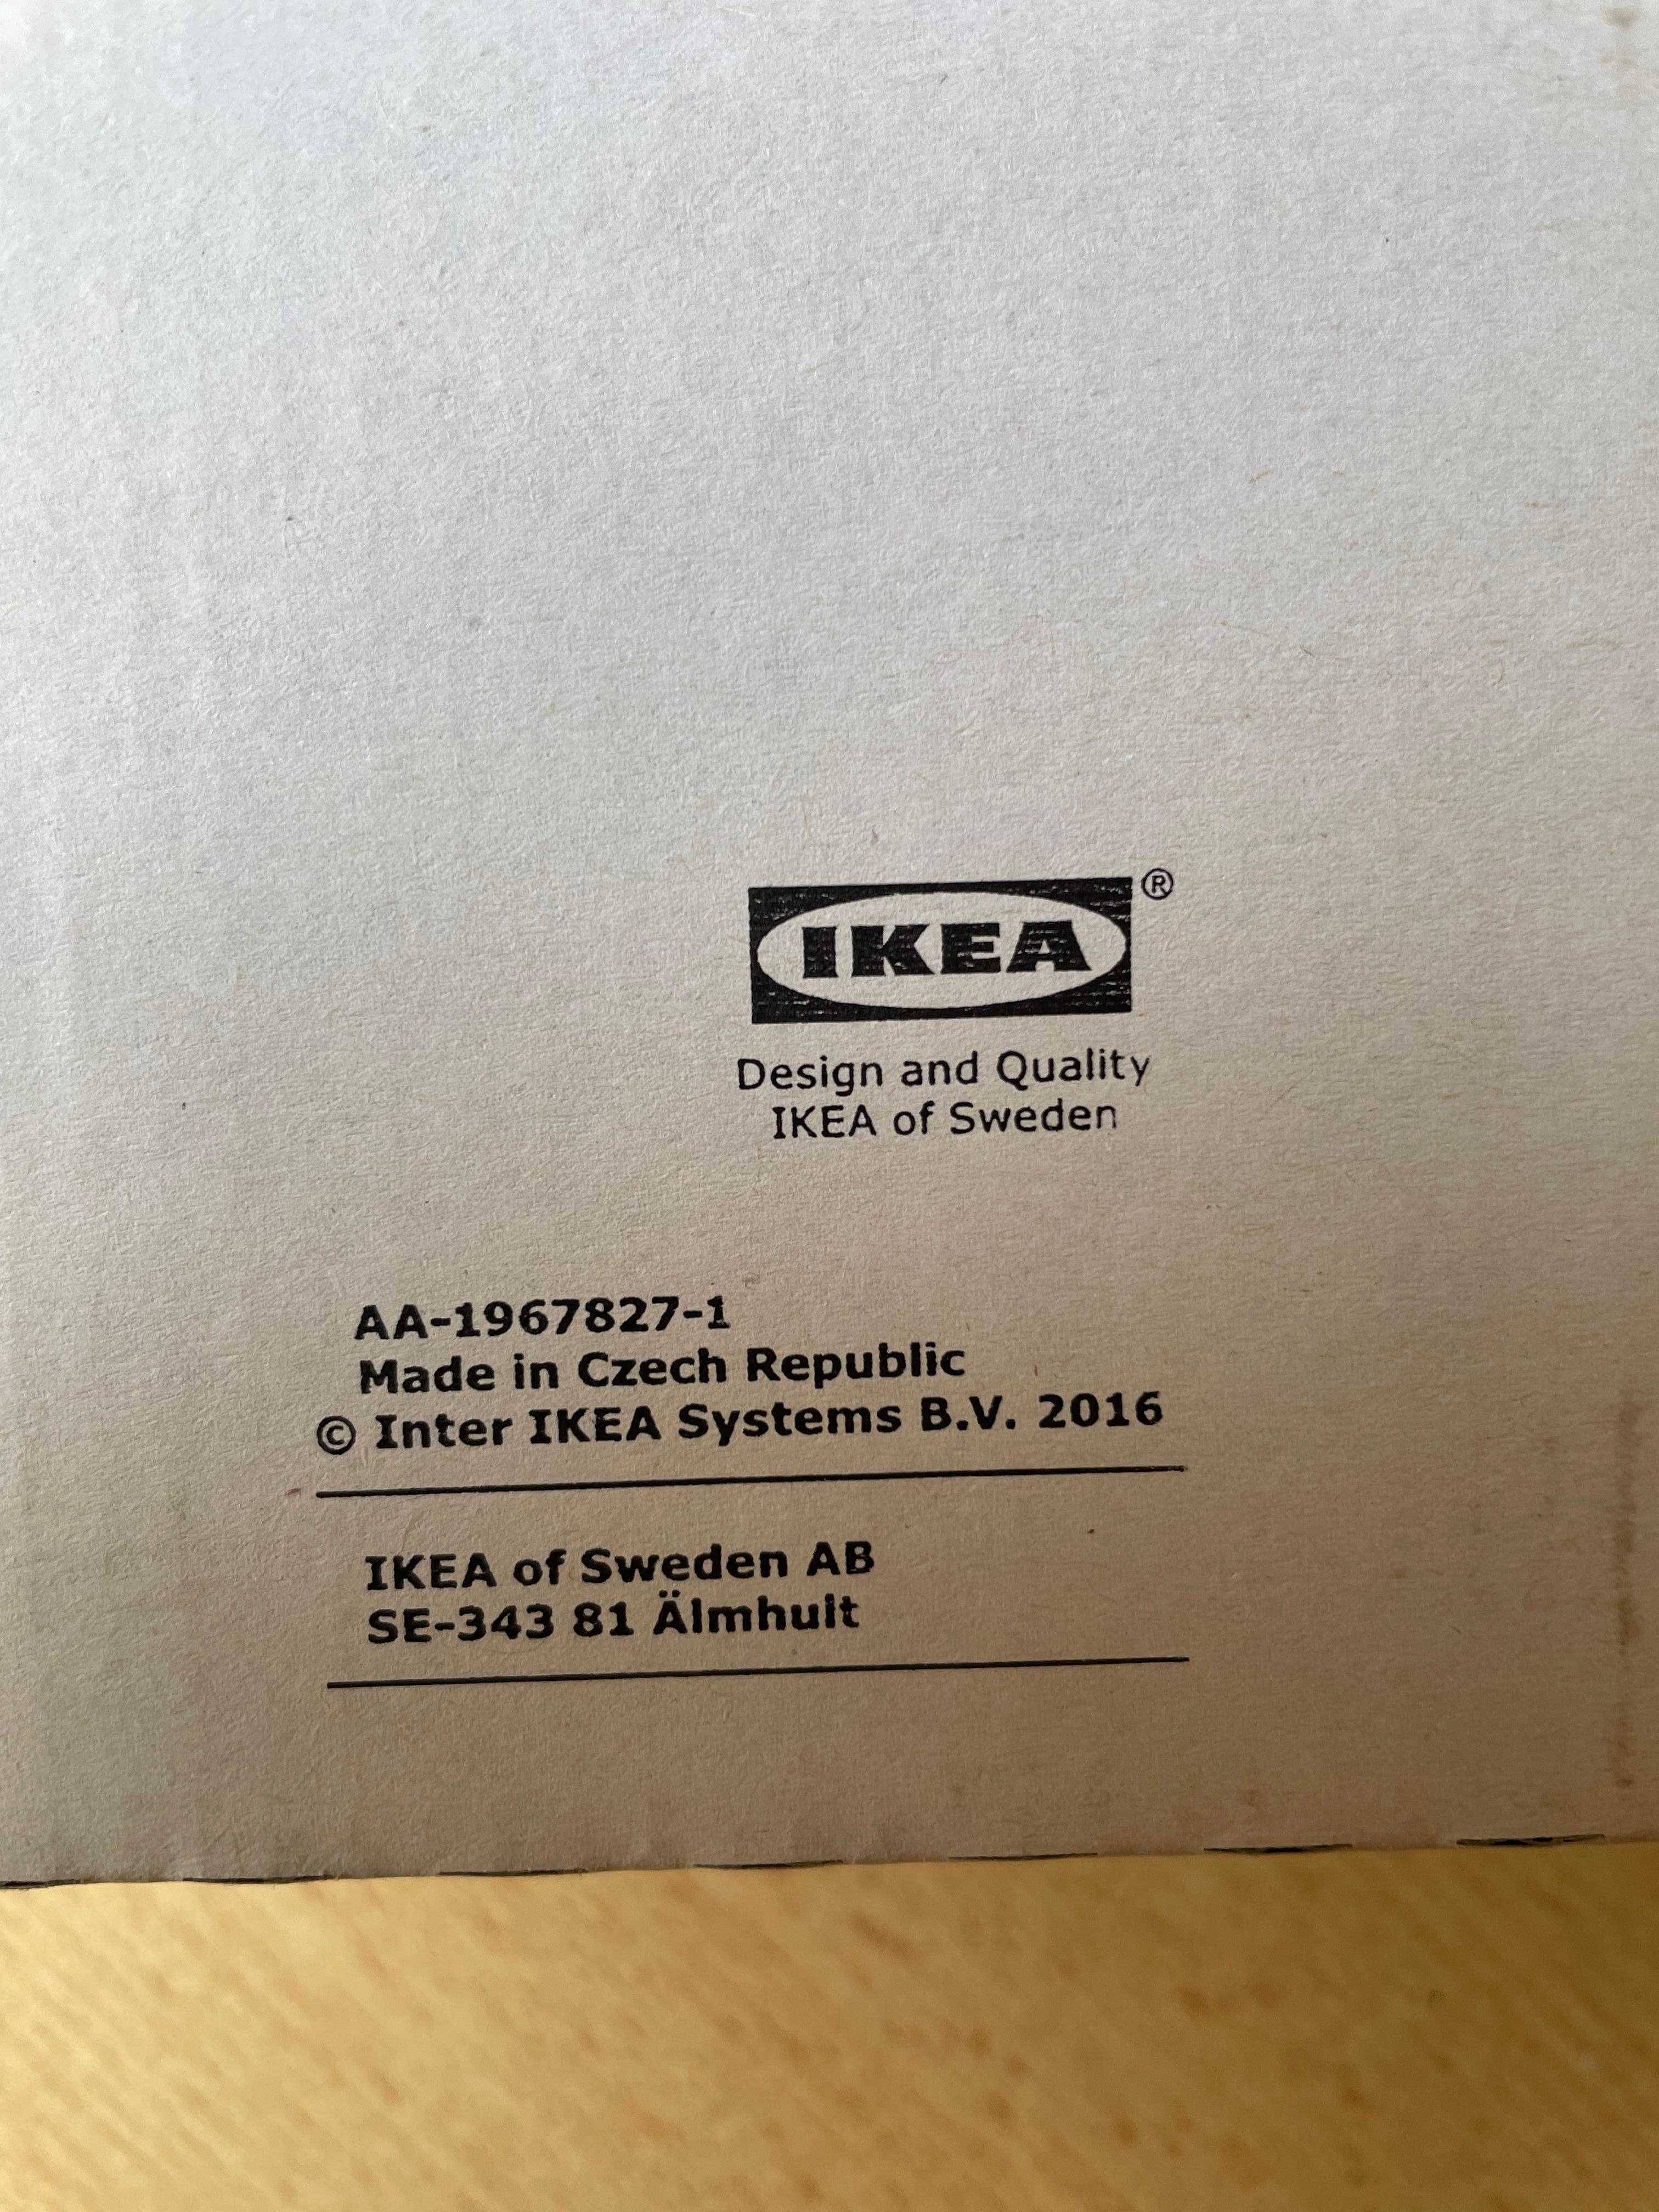 IKEA ®
Design and Quality
IKEA of Sweden
AA-1967827-1
Made in Czech Republic
© Inter IKEA Systems B.V. 2016
IKEA of Sweden AB
SE-343 81 Älmhult